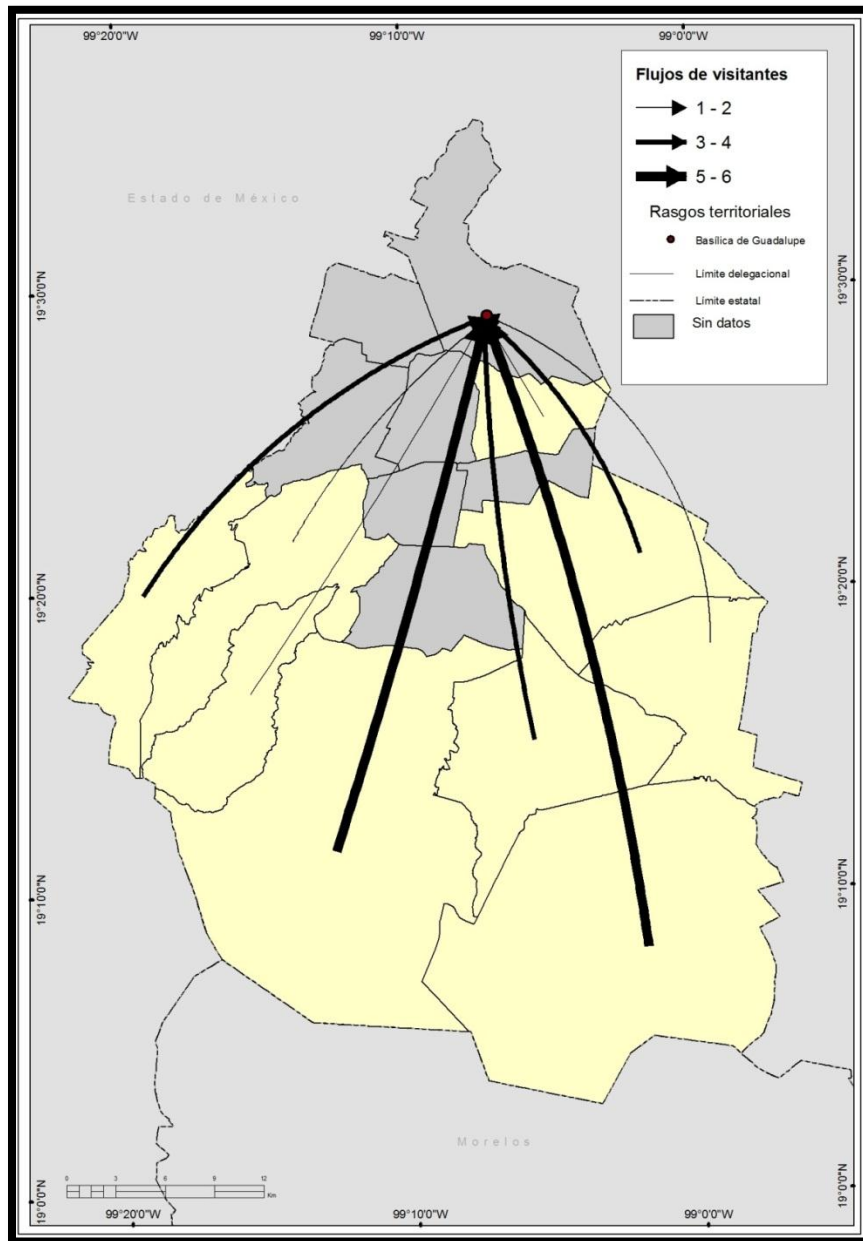 99°20'0"W
99°10'0"W
99°0'0"W
Flujos de visitantes
1 - 2
3 - 4
5 - 6
Rasgos territoriales
Basílica de Guadalupe
Límite delegacional
Límite estatal
Sin datos
Estado de México
19°30'0"N
19°30'0"N
19°20'0"N
19°20'0"N
19°10'0"N
19°10'0"N
Morelos
0 3 6 9 12
Km
19°0'0"N
19°0'0"N
99°20'0"W
99°10'0"W
99°0'0"W